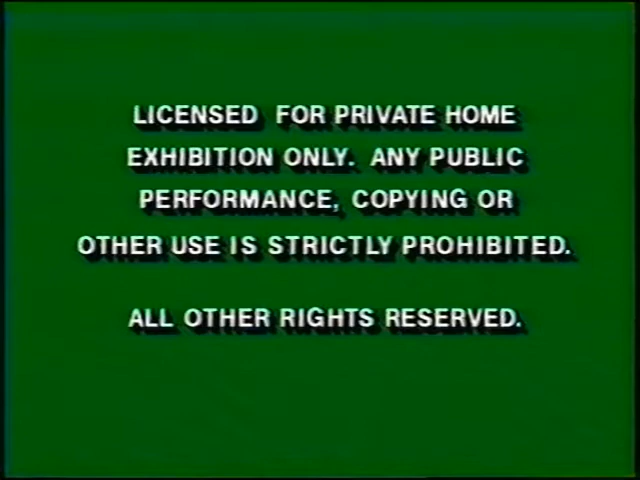 LICENSED FOR PRIVATE HOME
EXHIBITION ONLY. ANY PUBLIC
PERFORMANCE, COPYING OR
OTHER USE IS STRICTLY PROHIBITED.
ALL OTHER RIGHTS RESERVED.